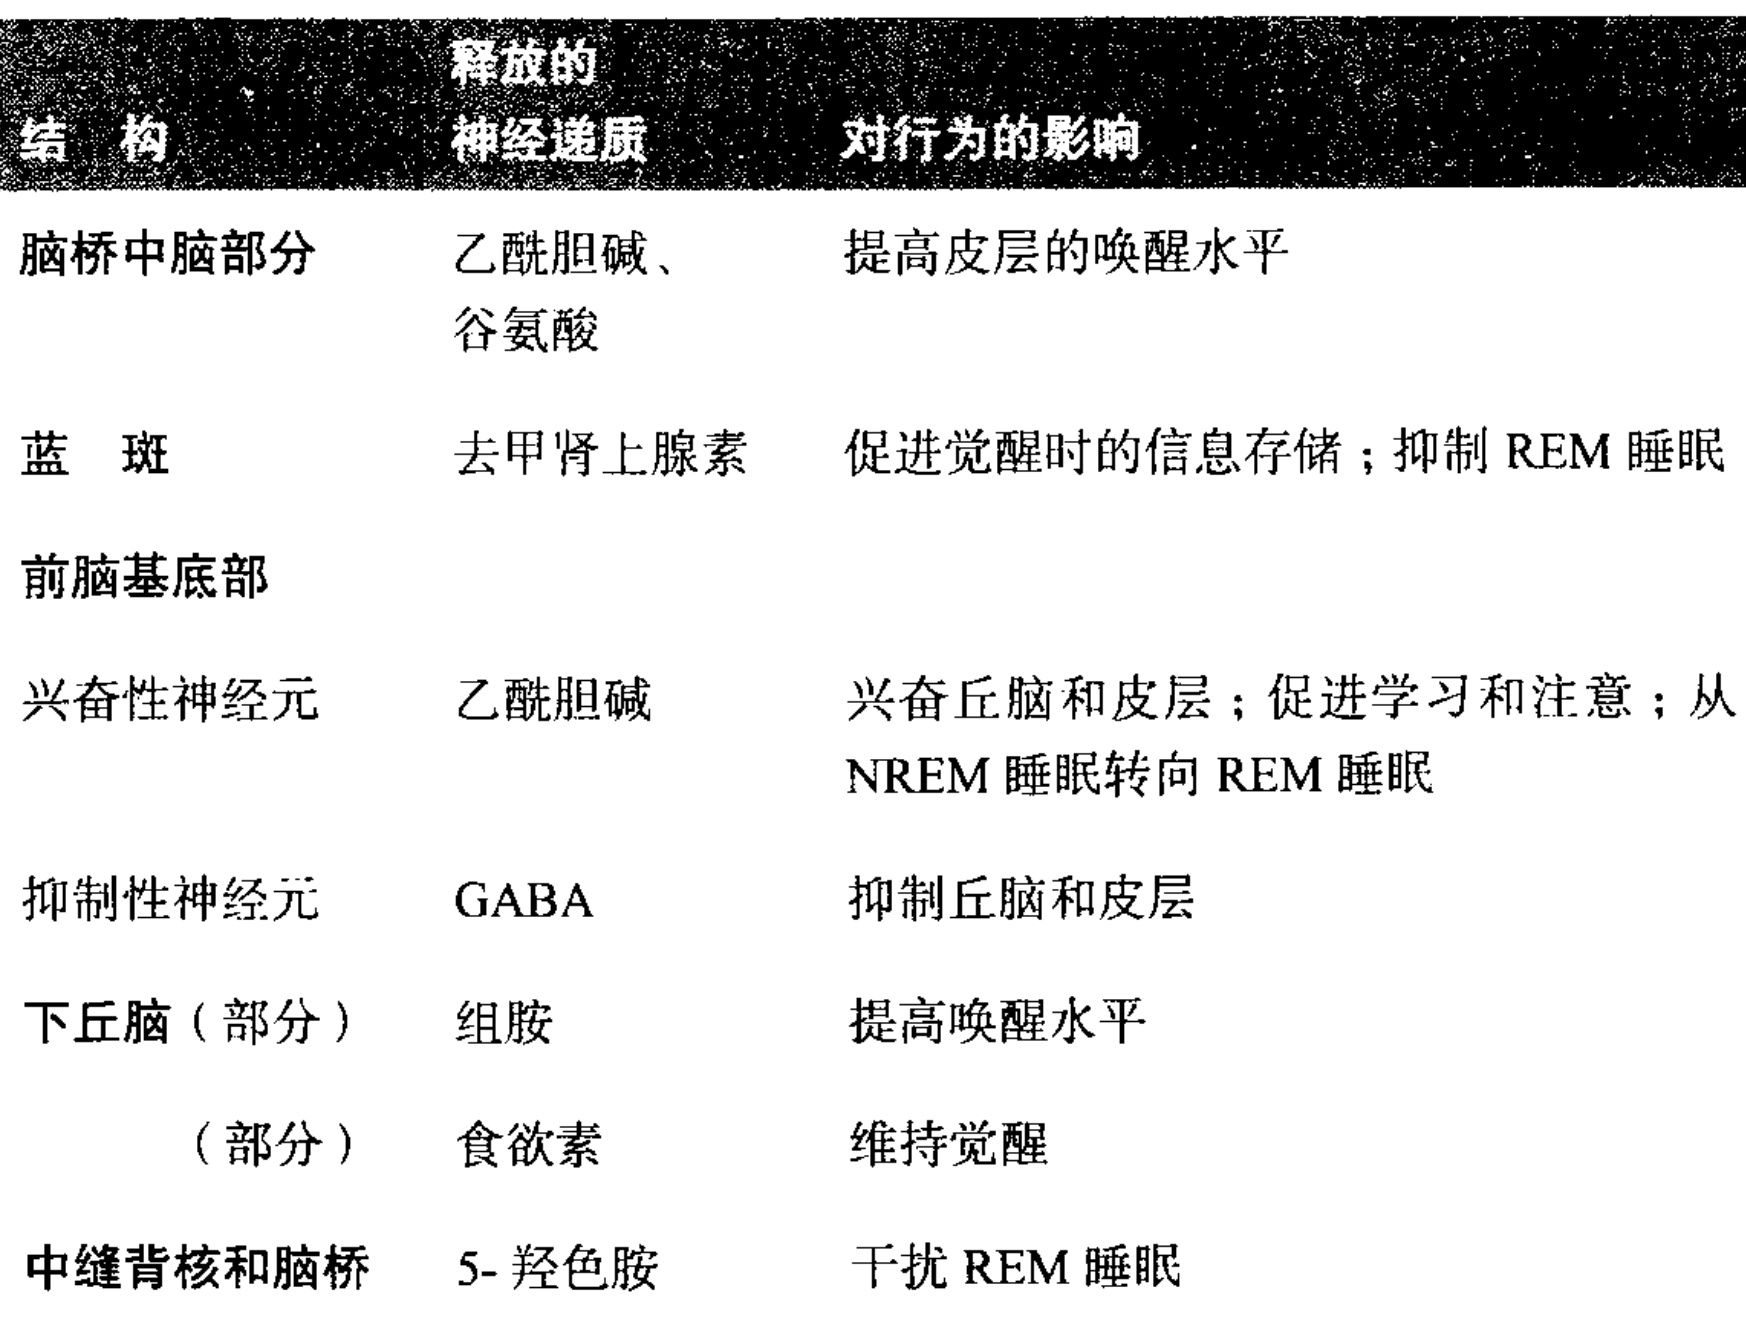 释放的
结 构 神经递质 对行为的影响
脑桥中脑部分 乙酰胆碱、 提高皮层的唤醒水平
谷氨酸
蓝 斑 去甲肾上腺素 促进觉醒时的信息存储；抑制 REM 睡眠
前脑基底部
兴奋性神经元 乙酰胆碱 兴奋丘脑和皮层；促进学习和注意；从
NREM 睡眠转向 REM 睡眠
抑制性神经元 GABA 抑制丘脑和皮层
下丘脑（部分） 组胺 提高唤醒水平
（部分） 食欲素 维持觉醒
中缝背核和脑桥 5- 羟色胺 干扰 REM 睡眠